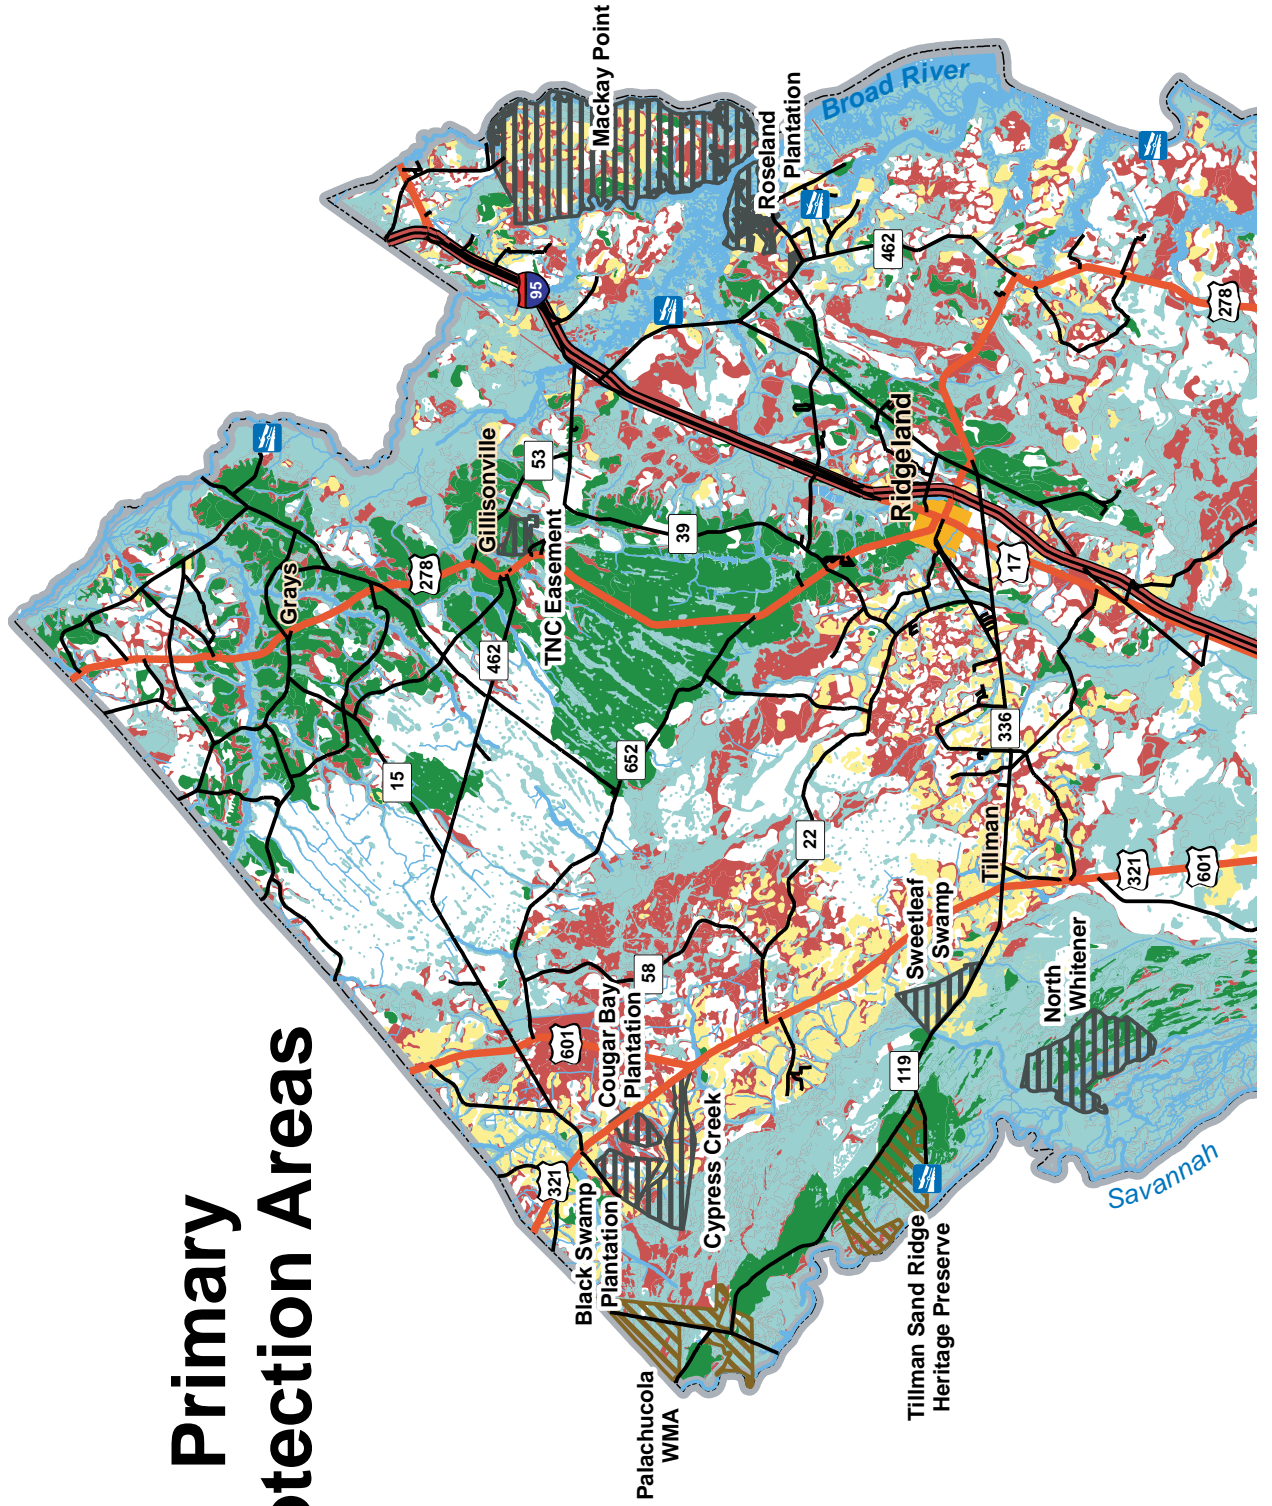 Primary
otection Areas
Mackay Point
Broad River
Roseland
Plantation
462
95
278
Gillisonville
53
Ridgeland
TNC Easement
39
17
Grays
278
462
652
336
15
22
Tillman
321
601
Sweetleaf
Swamp
58
North
Whitener
601
Cougar Bay
Plantation
119
Cypress Creek
321
Black Swamp
Plantation
Savannah
Tillman Sand Ridge
Heritage Preserve
Palachucola
WMA